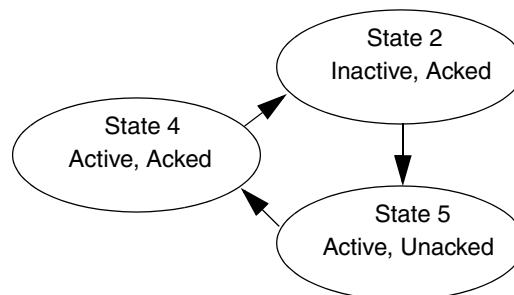 State 2
Inactive, Acked
State 4
Active, Acked
State 5
Active, Unacked